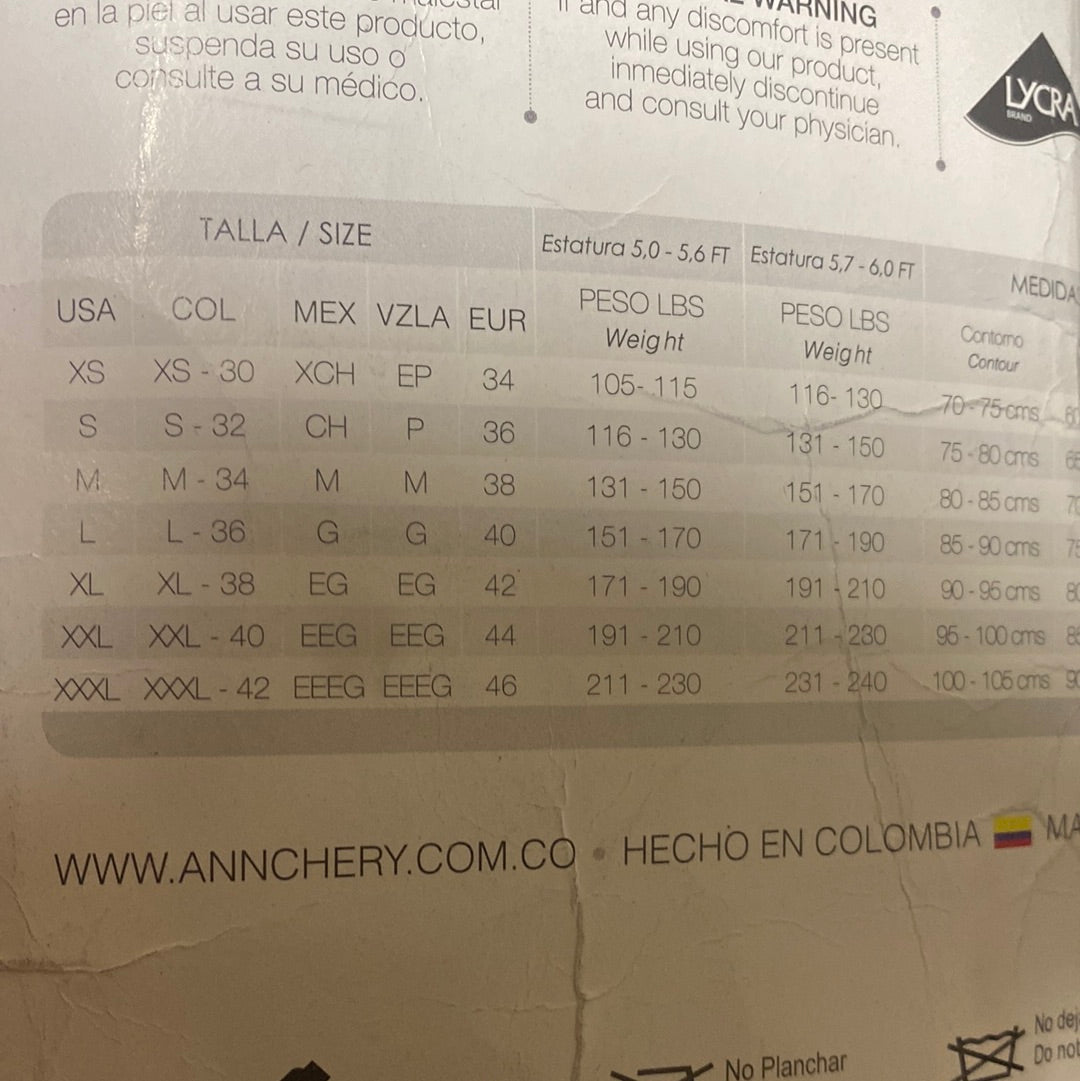 en la piel al usar este producto,
suspenda su uso o
consulte a su médico.
WARNING
If and any discomfort is present
while using our product,
inmediately discontinue
and consult your physician.
LYCRA
BRAND
TALLA / SIZE Estatura 5,0 - 5,6 FT Estatura 5,7 - 6,0 FT
USA COL MEX VZLA EUR PESO LBS Weight PESO LBS Weight Contorno Contour
XS XS - 30 XCH EP 34 105- 115 116- 130 70-75 cms
S S - 32 CH P 36 116 - 130 131 - 150 75 - 80 cms
M M - 34 M M 38 131 - 150 151 - 170 80 - 85 cms
L L - 36 G G 40 151 - 170 171 - 190 85 - 90 cms
XL XL - 38 EG EG 42 171 - 190 191 - 210 90 - 95 cms
XXL XXL - 40 EEG EEG 44 191 - 210 211 - 230 95 - 100 cms
XXXL XXXL - 42 EEEG EEEG 46 211 - 230 231 - 240 100 - 105 cms
WWW.ANNCHERY.COM.CO • HECHO EN COLOMBIA
No Planchar
No
Do not